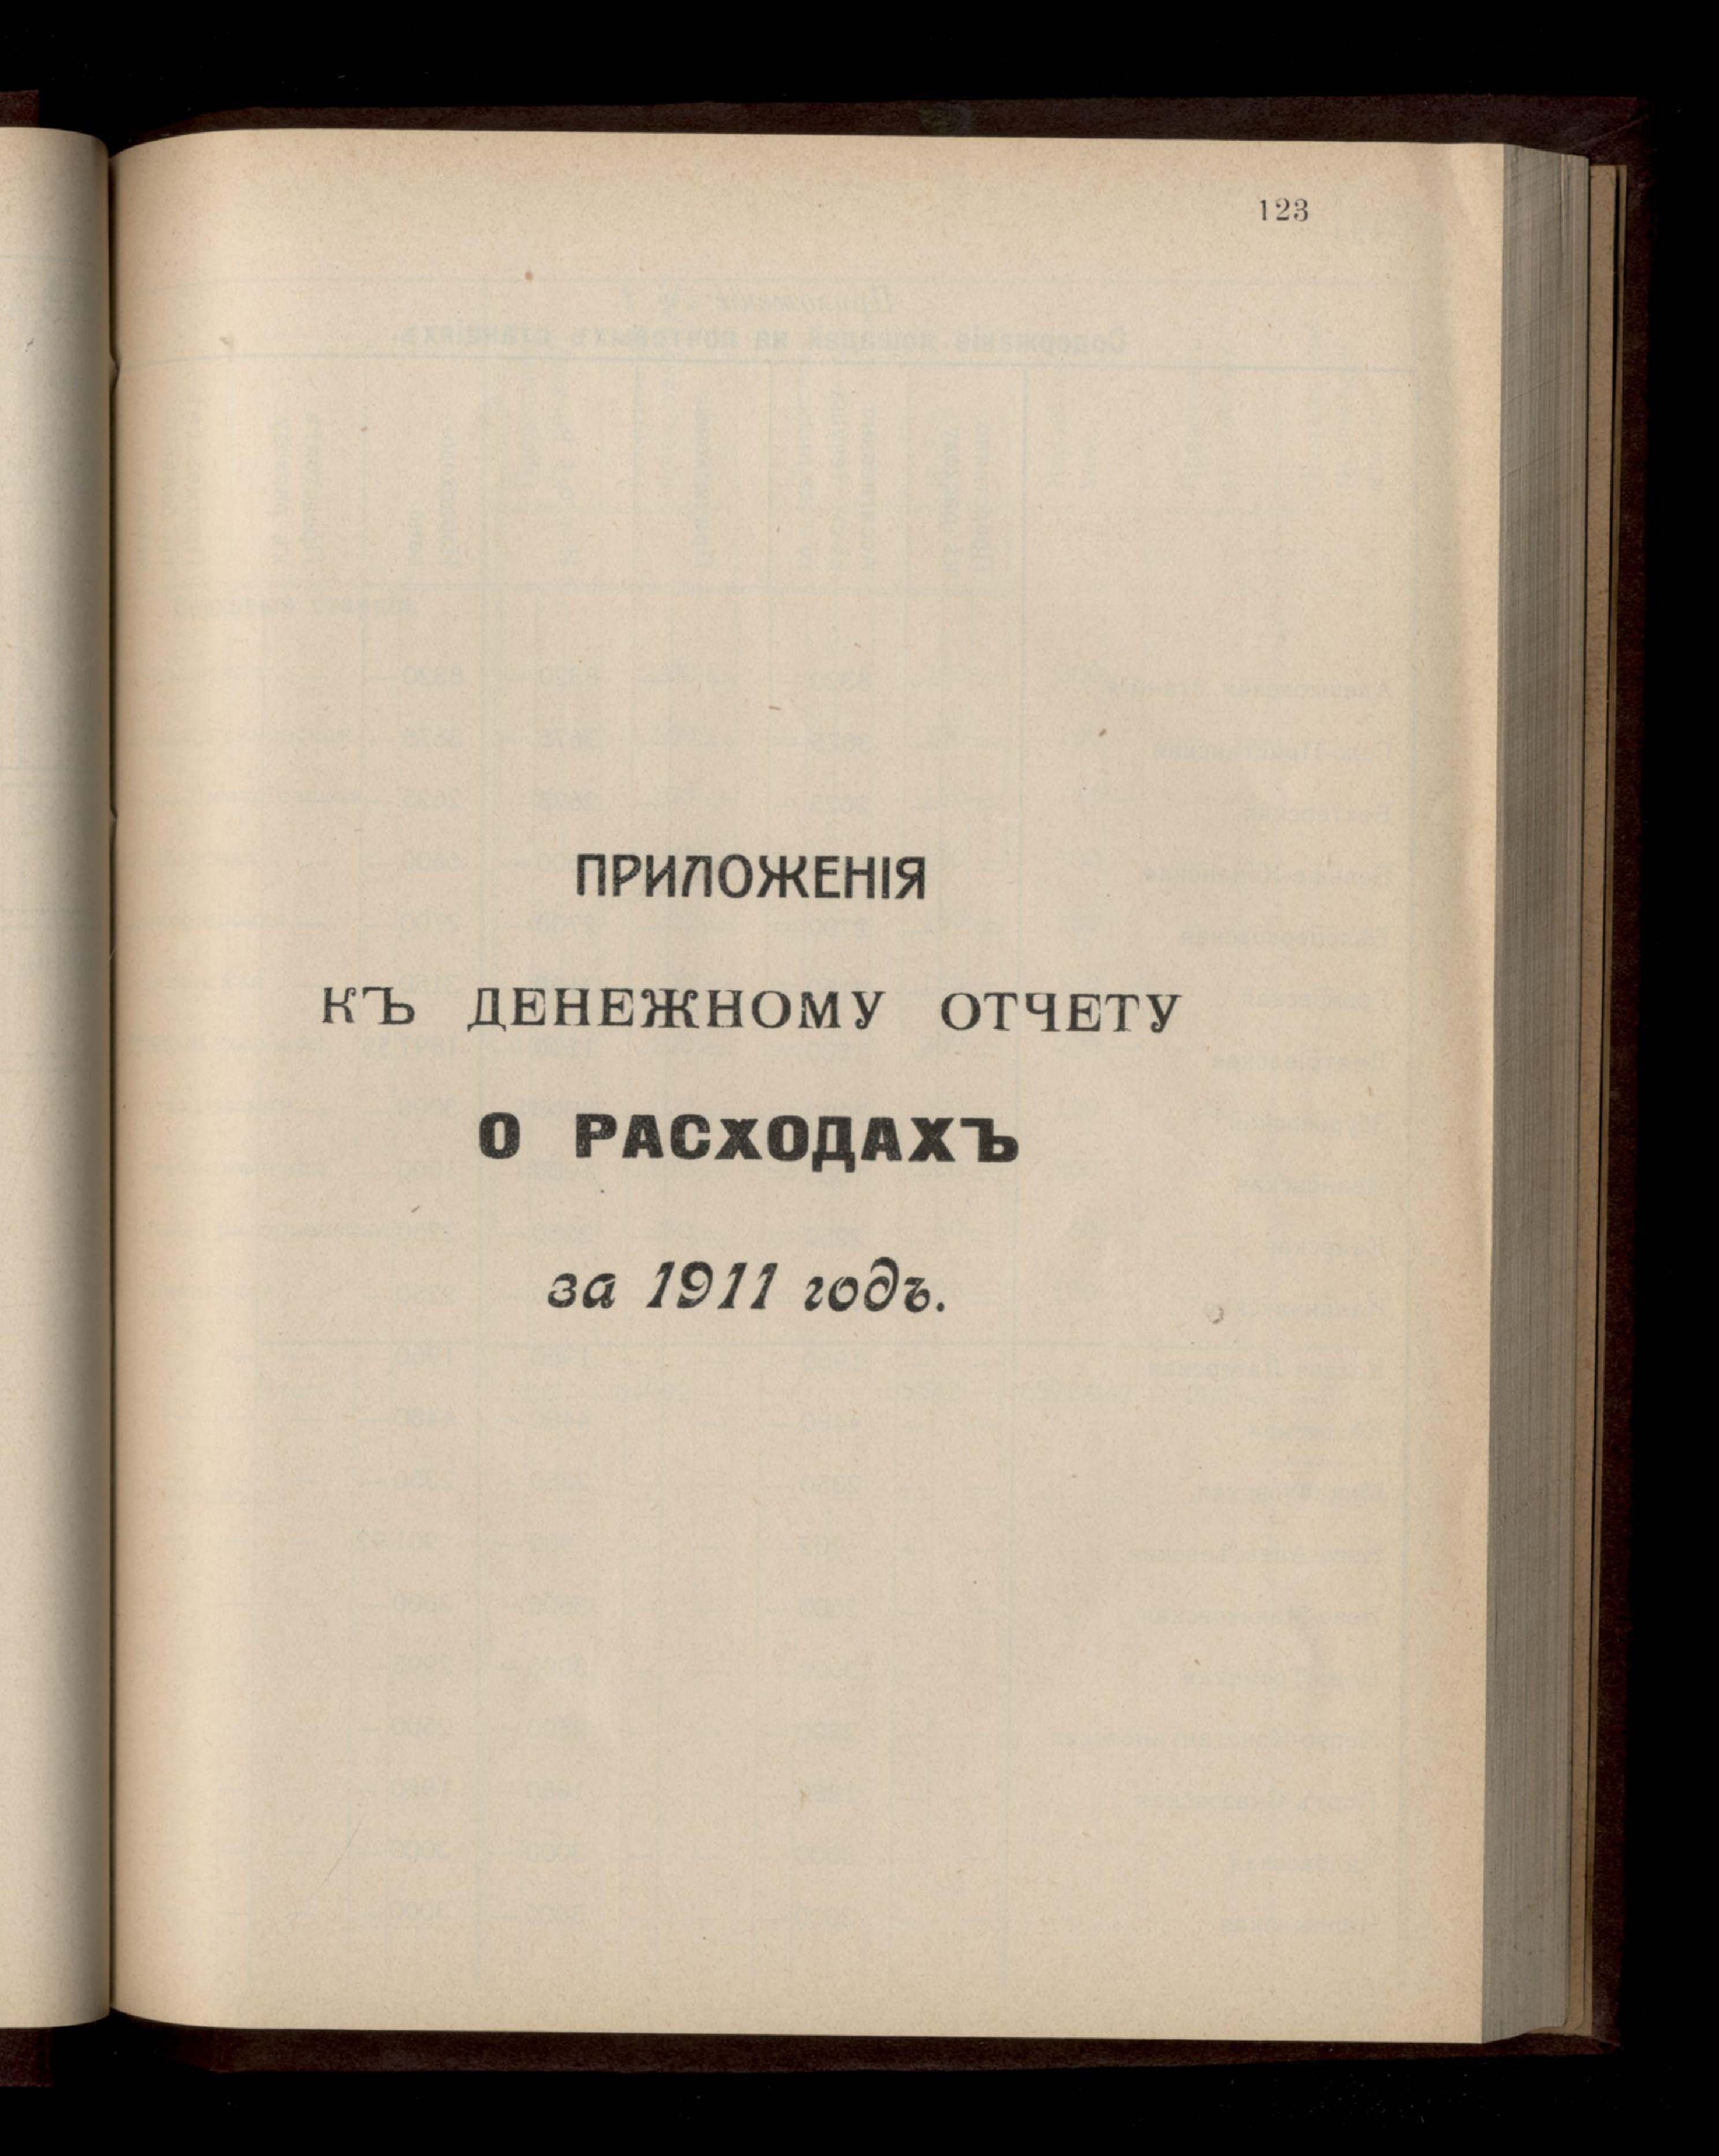 123
ПРИЛОЖЕНІЯ
КЪ ДЕНЕЖНОМУ ОТЧЕТУ
О РАСХОДАХЪ
за 1911 годъ.